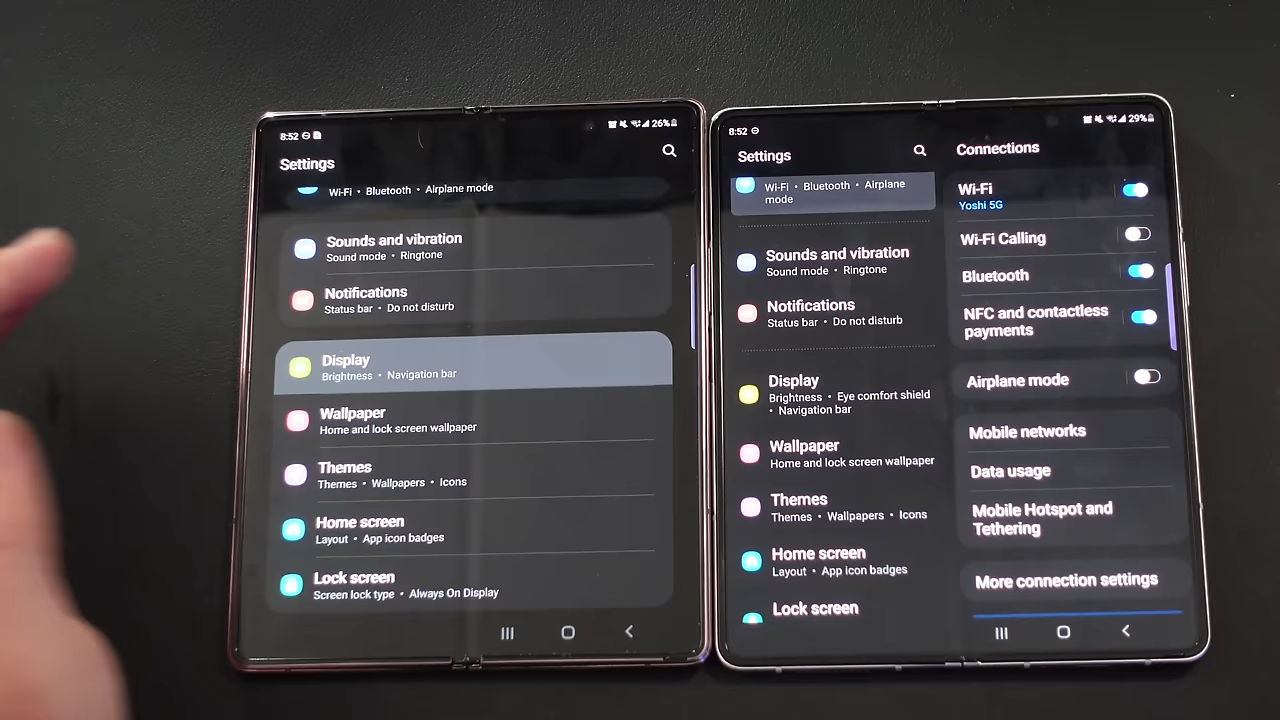 8:52
26%
Settings
Wi-Fi • Bluetooth • Airplane mode
Sounds and vibration
Sound mode • Ringtone
Notifications
Status bar • Do not disturb
Display
Brightness • Navigation bar
Wallpaper
Home and lock screen wallpaper
Themes
Themes • Wallpapers • Icons
Home screen
Layout • App icon badges
Lock screen
Screen lock type • Always On Display
8:52
29%
Settings
Wi-Fi • Bluetooth • Airplane
mode
Sounds and vibration
Sound mode • Ringtone
Notifications
Status bar • Do not disturb
Display
Brightness • Eye comfort shield
• Navigation bar
Wallpaper
Home and lock screen wallpaper
Themes
Themes • Wallpapers • Icons
Home screen
Layout • App icon badges
Lock screen
Connections
Wi-Fi
Yoshi 5G
Wi-Fi Calling
Bluetooth
NFC and contactless
payments
Airplane mode
Mobile networks
Data usage
Mobile Hotspot and
Tethering
More connection settings